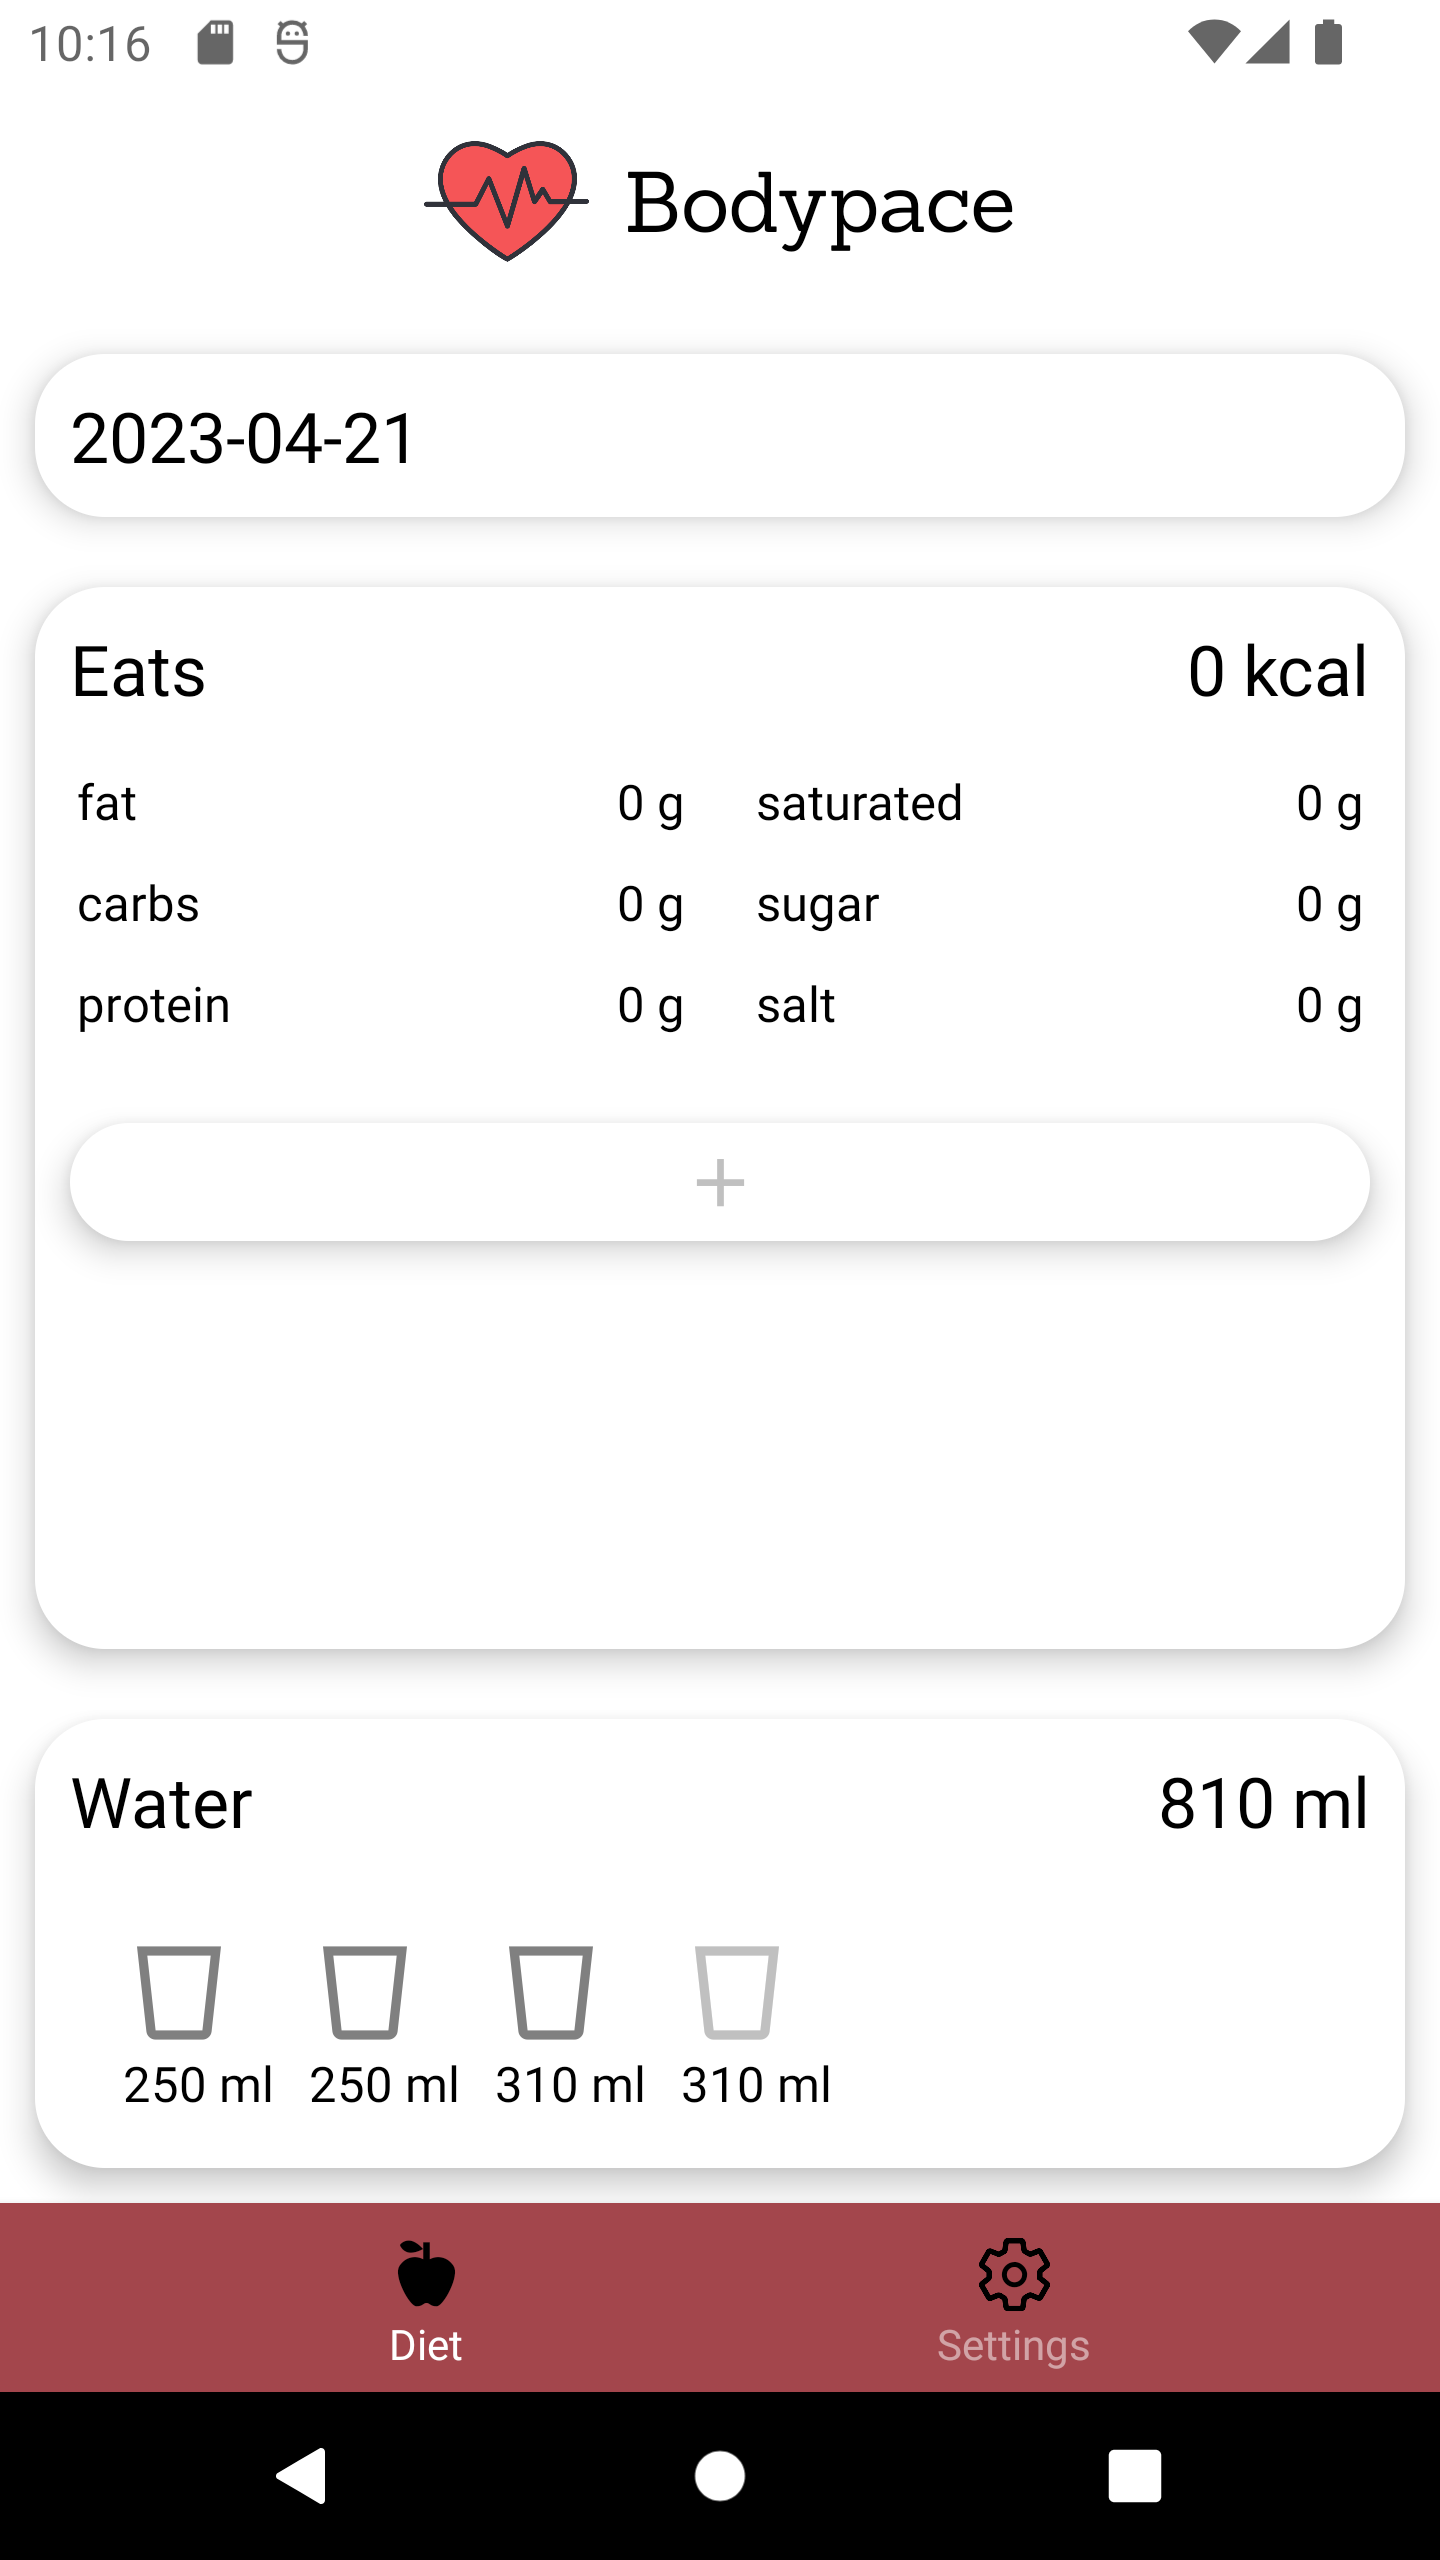 10:16
Bodypace
2023-04-21
Eats 0 kcal
fat 0 g saturated 0 g
carbs 0 g sugar 0 g
protein 0 g salt 0 g
+
Water 810 ml
250 ml 250 ml 310 ml 310 ml
Diet Settings